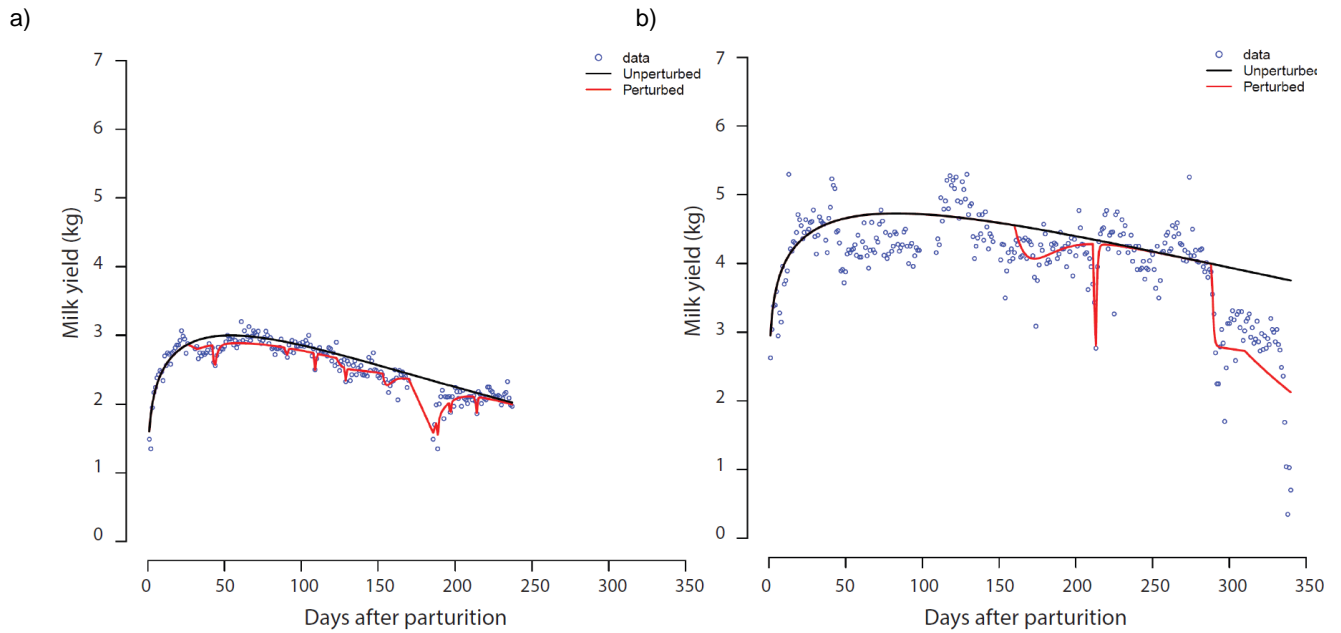 a)
7
6
5
4
3
2
1
0
Milk yield (kg)
data
Unperturbed
Perturbed
0 50 100 150 200 250 300 350
Days after parturition
b)
7
6
5
4
3
2
1
0
Milk yield (kg)
data
Unperturbed
Perturbed
0 50 100 150 200 250 300 350
Days after parturition